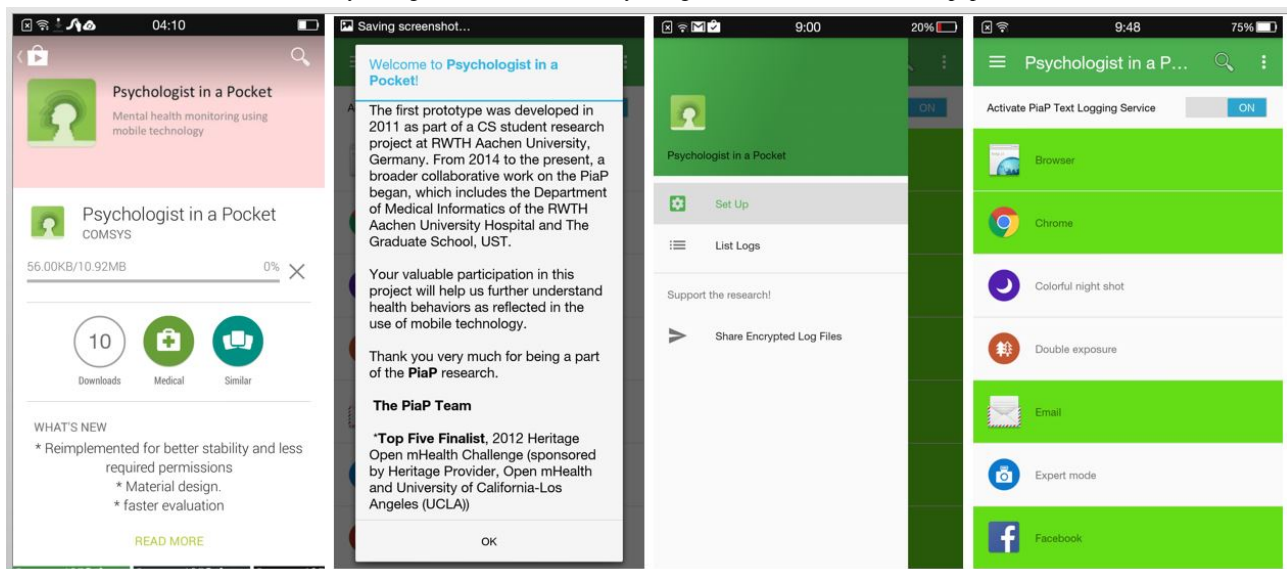 04:10
Psychologist in a Pocket
Mental health monitoring using
mobile technology
Psychologist in a Pocket
COMSYS
56.00KB/10.92MB
0%
10
Downloads
Medical
Similar
WHAT'S NEW
* Reimplemented for better stability and less
required permissions
* Material design.
* faster evaluation
READ MORE
Saving screenshot...
Welcome to Psychologist in a
Pocket!
The first prototype was developed in
2011 as part of a CS student research
project at RWTH Aachen University,
Germany. From 2014 to the present, a
broader collaborative work on the PiaP
began, which includes the Department
of Medical Informatics of the RWTH
Aachen University Hospital and The
Graduate School, UST.
Your valuable participation in this
project will help us further understand
health behaviors as reflected in the
use of mobile technology.
Thank you very much for being a part
of the PiaP research.
The PiaP Team
*Top Five Finalist, 2012 Heritage
Open mHealth Challenge (sponsored
by Heritage Provider, Open mHealth
and University of California-Los
Angeles (UCLA))
OK
9:00
20%
ON
Psychologist in a Pocket
Set Up
List Logs
Support the research!
Share Encrypted Log Files
9:48
75%
Psychologist in a P...
Activate PiaP Text Logging Service
ON
Browser
Chrome
Colorful night shot
Double exposure
Email
Expert mode
Facebook